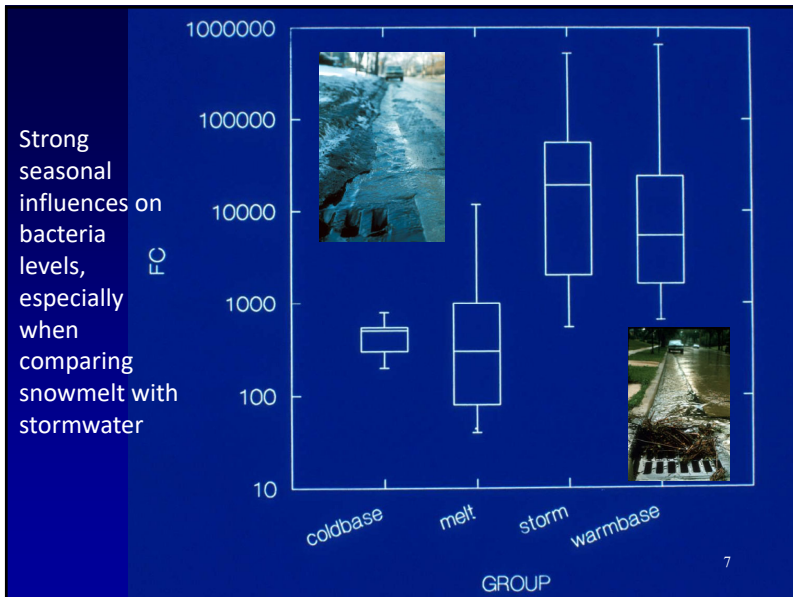 Strong
seasonal
influences on
bacteria
levels,
especially
when
comparing
snowmelt with
stormwater
1000000
100000
10000
1000
100
10
FC
coldbase
melt
storm
warmbase
GROUP
7